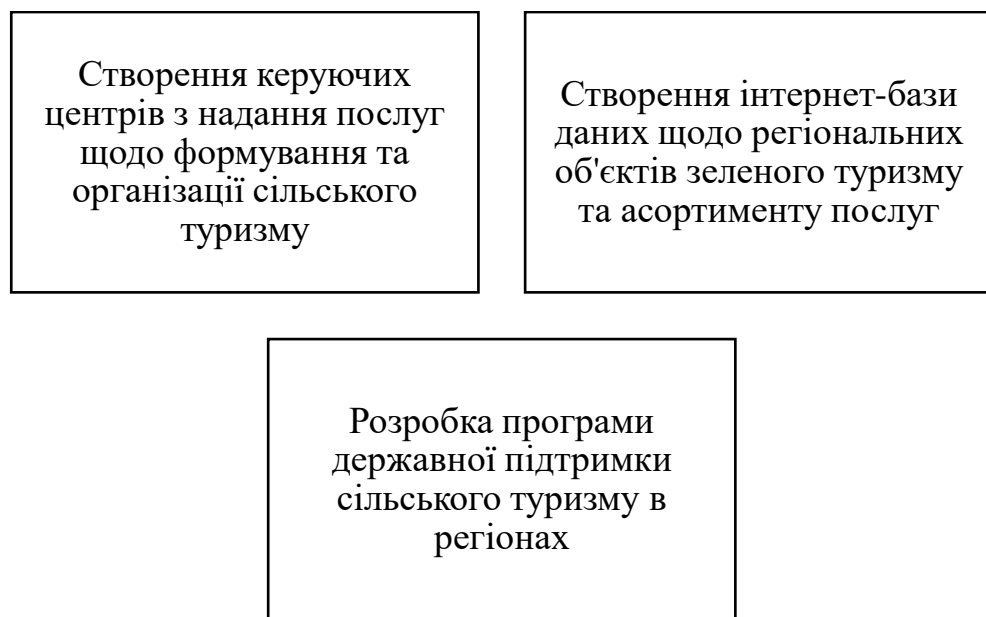 Створення керуючих
центрів з надання послуг
щодо формування та
організації сільського
туризму
Створення інтернет-бази
даних щодо регіональних
об'єктів зеленого туризму
та асортименту послуг
Розробка програми
державної підтримки
сільського туризму в
регіонах